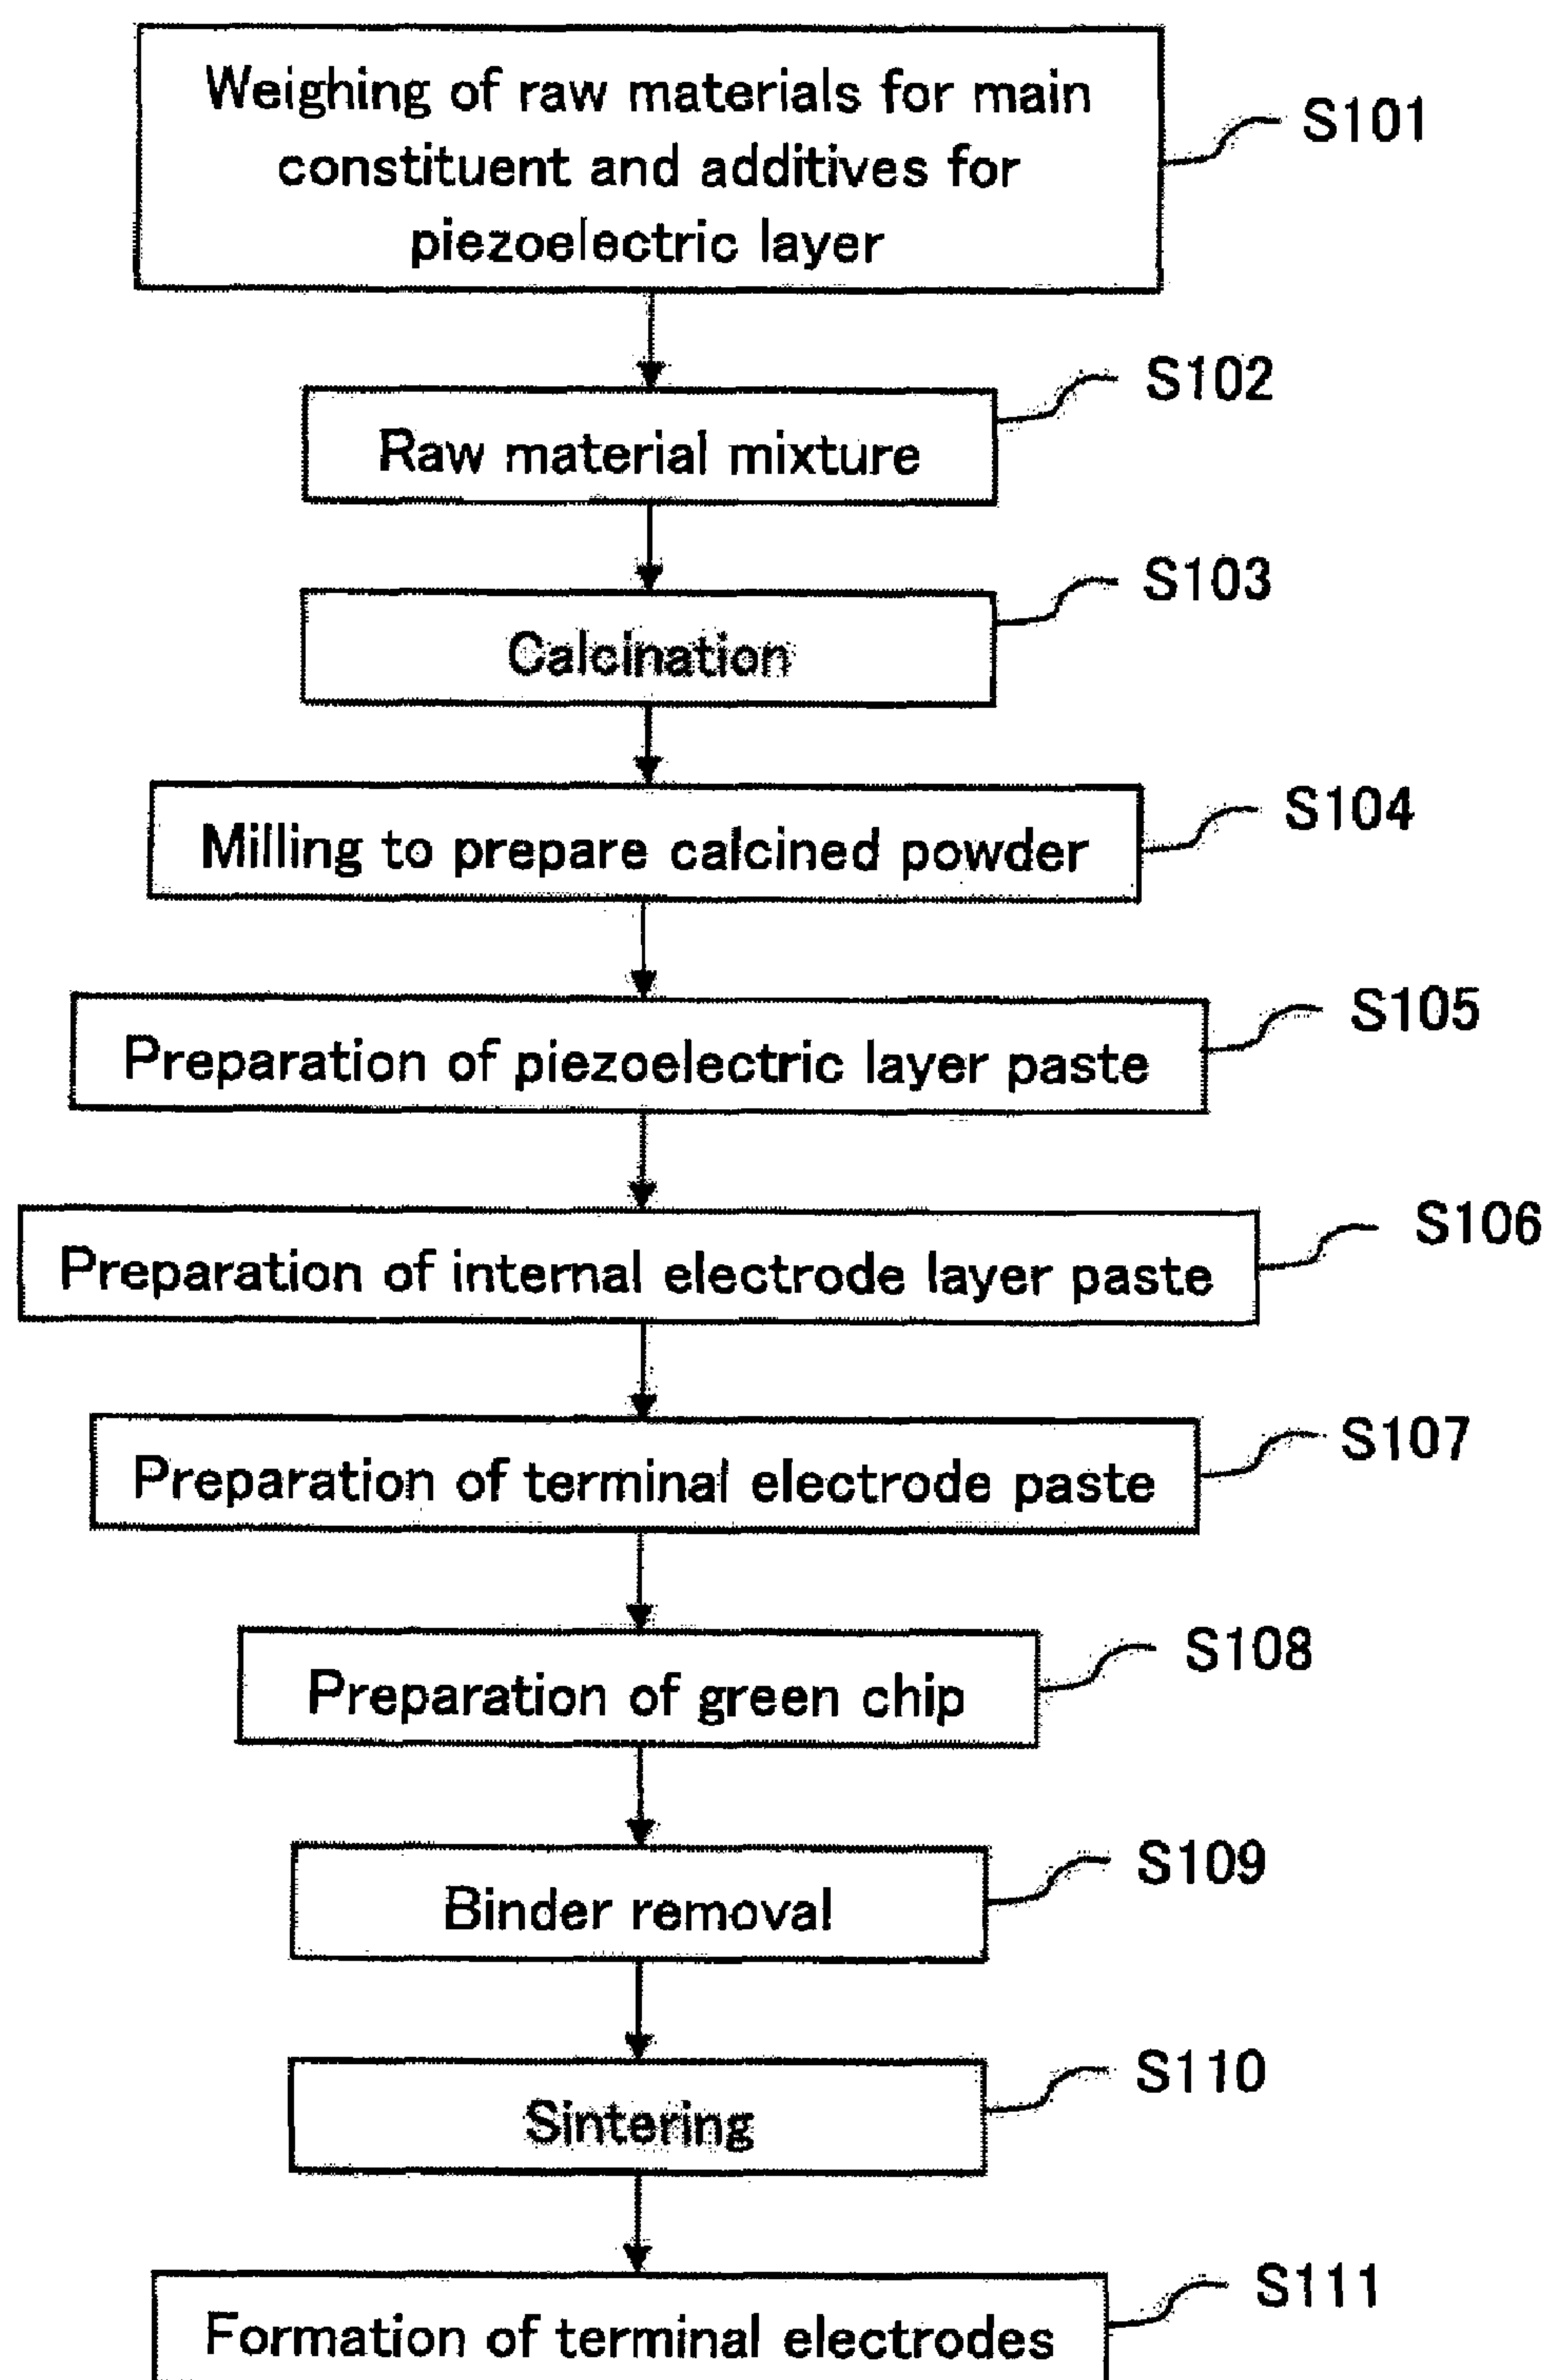 Weighing of raw materials for main
constituent and additives for
piezoelectric layer
S101
Raw material mixture
S102
Calcination
S103
Milling to prepare calcined powder
S104
Preparation of piezoelectric layer paste
S105
Preparation of internal electrode layer paste
S106
Preparation of terminal electrode paste
S107
Preparation of green chip
S108
Binder removal
S109
Sintering
S110
Formation of terminal electrodes
S111